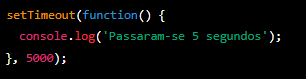 setTimeout(function() {
  console.log('Passaram-se 5 segundos');
}, 5000);